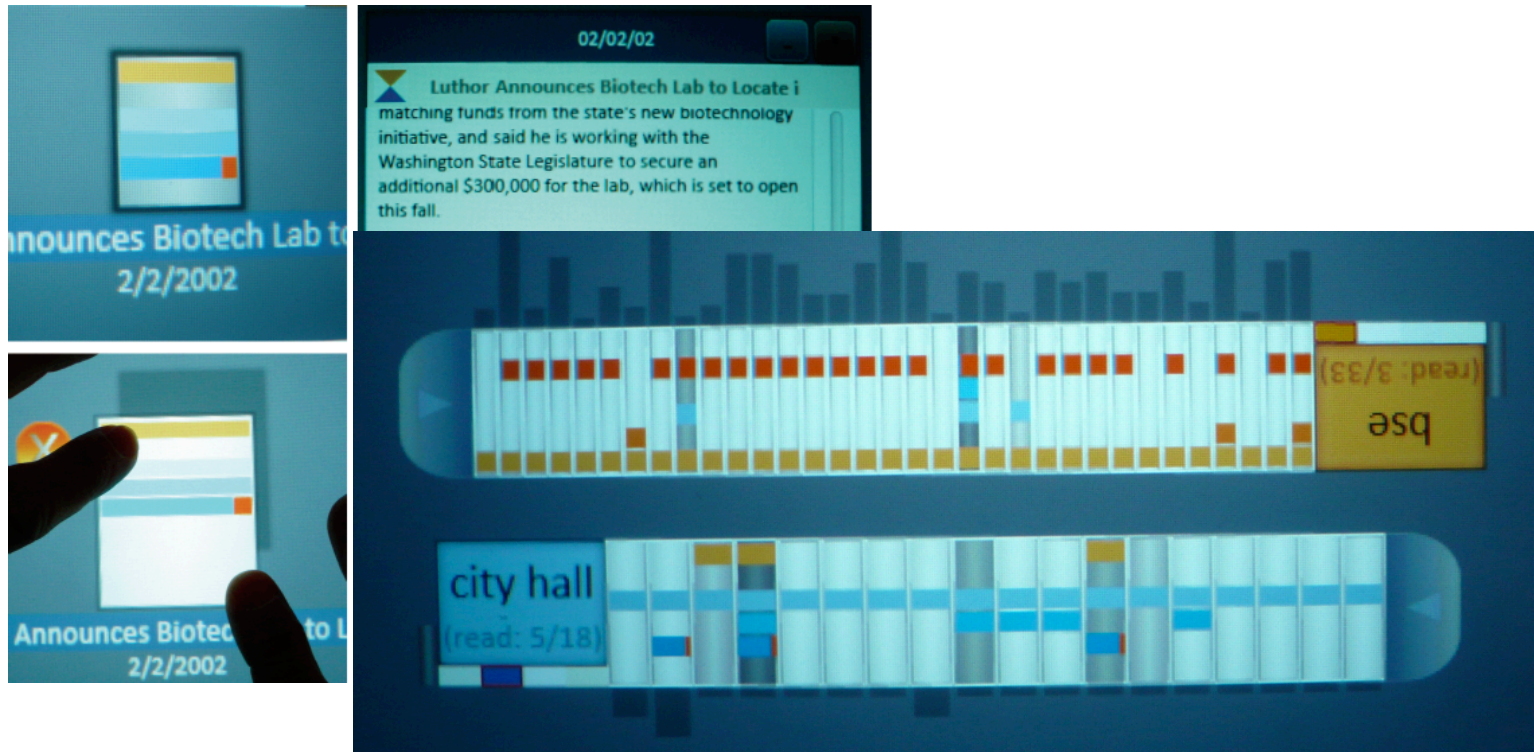 nnounces Biotech Lab to
2/2/2002
02/02/02
Luthor Announces Biotech Lab to Locate i
matching funds from the state's new biotechnology
initiative, and said he is working with the
Washington State Legislature to secure an
additional $300,000 for the lab, which is set to open
this fall.
X
Announces Biotec to L
2/2/2002
bse
(read: 3/33)
city hall
(read: 5/18)